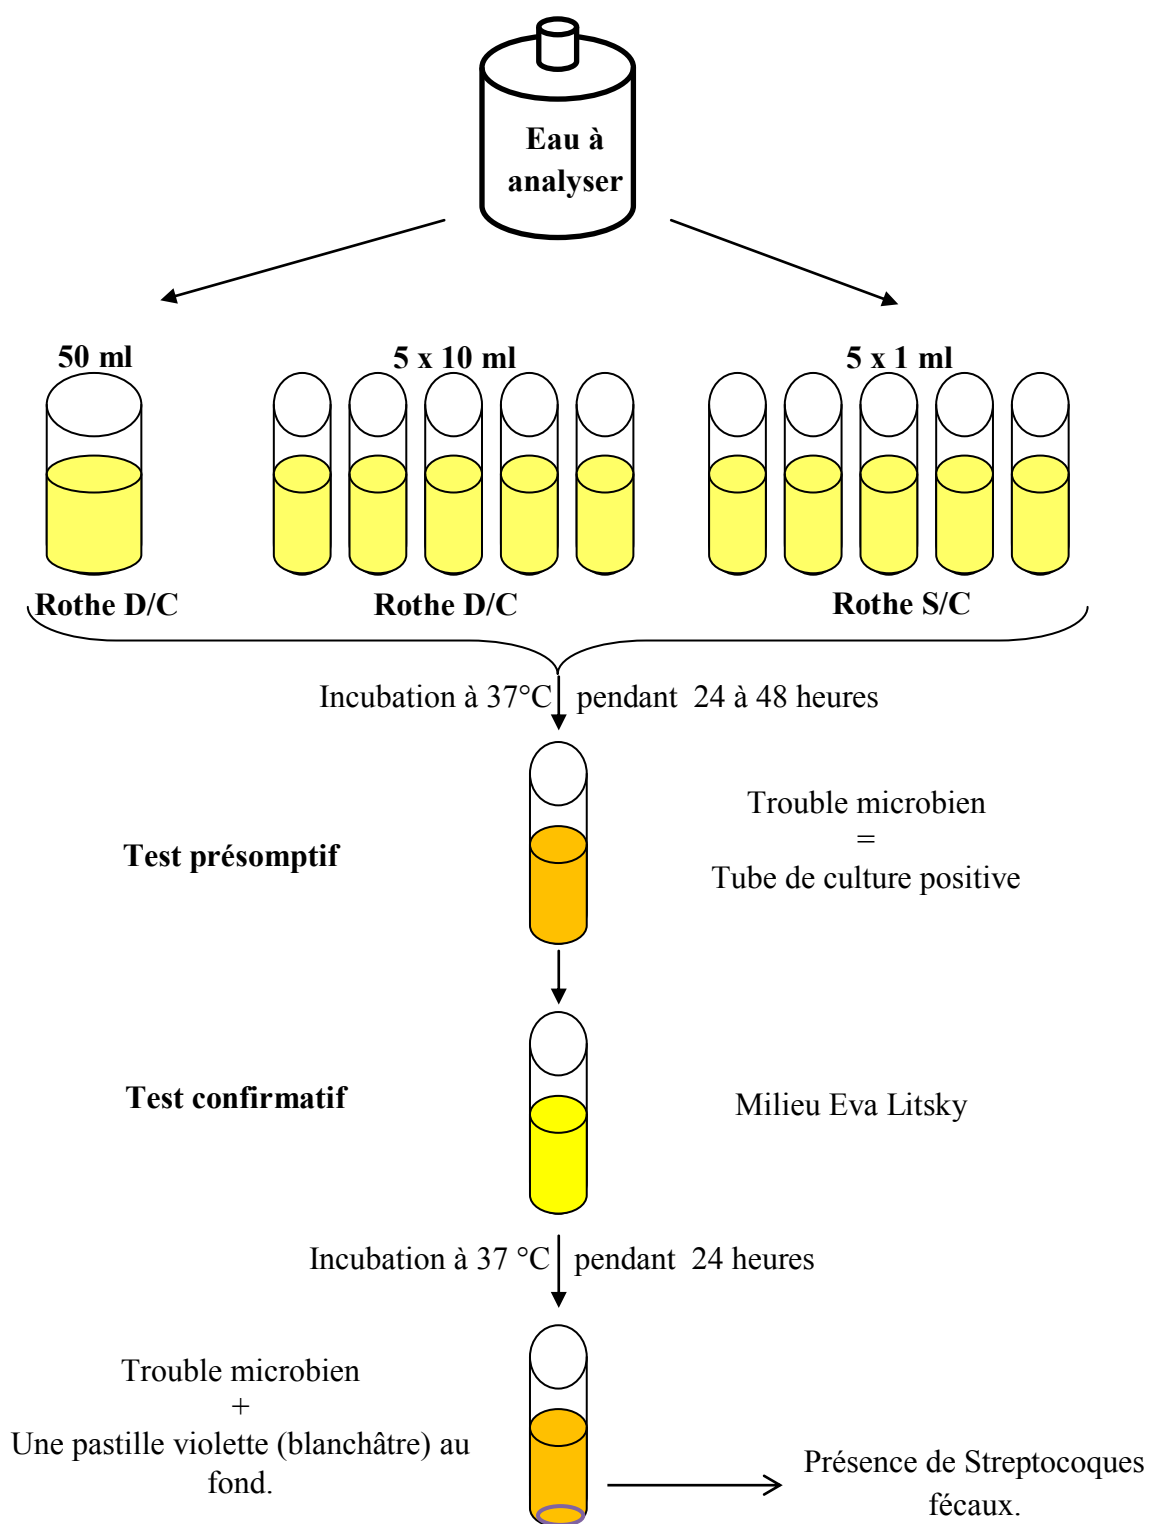 Eau à
analyser
50 ml
5 x 10 ml
5 x 1 ml
Rothe D/C
Rothe D/C
Rothe S/C
Incubation à 37°C pendant 24 à 48 heures
Test présomptif
Trouble microbien
=
Tube de culture positive
Test confirmatif
Milieu Eva Litsky
Incubation à 37 °C pendant 24 heures
Trouble microbien
+
Une pastille violette (blanchâtre) au
fond.
Présence de Streptocoques
fécaux.